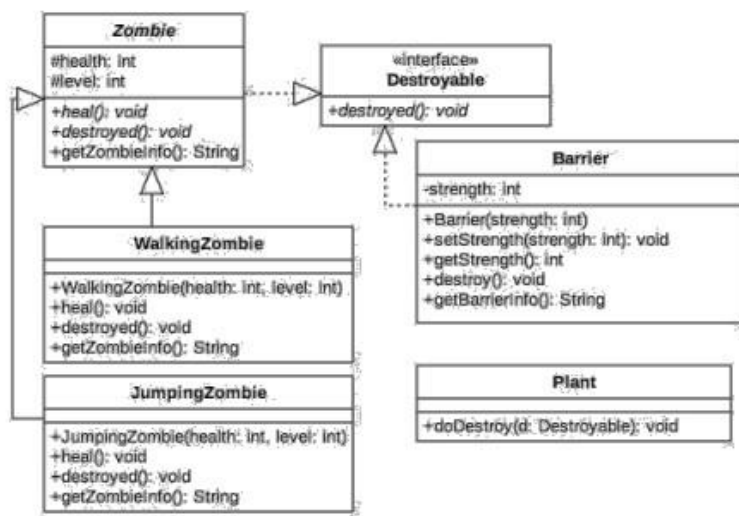 Zombie
#health: int
#level: int
+heal(): void
+destroyed(): void
+getZombieInfo(): String
«interface»
Destroyable
+destroyed(): void
Barrier
-strength: int
+Barrier(strength: int)
+setStrength(strength: int): void
+getStrength(): int
+destroy(): void
+getBarrierInfo(): String
WalkingZombie
+WalkingZombie(health: int, level: int)
+heal(): void
+destroyed(): void
+getZombieInfo(): String
JumpingZombie
+JumpingZombie(health: int, level: int)
+heal(): void
+destroyed(): void
+getZombieInfo(): String
Plant
+doDestroy(d: Destroyable): void